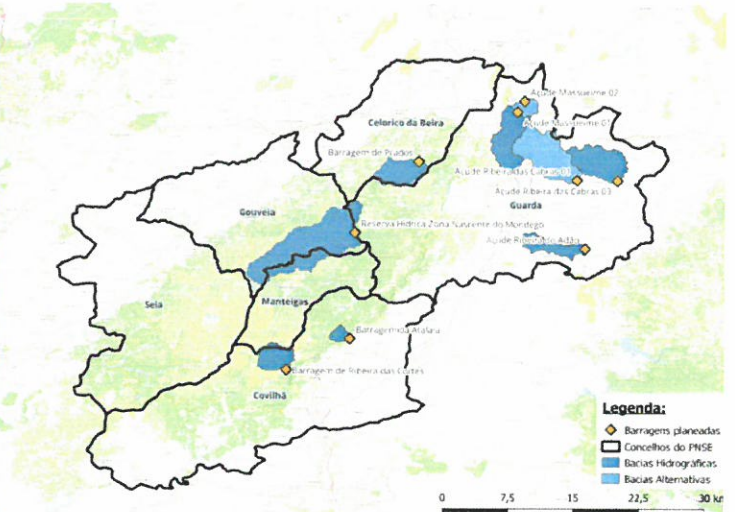 Açude Massueime 02
Açude Massueime 01
Celorico da Beira
Barragem de Prados
Açude Ribeira das Cabras 01
Açude Ribeira das Cabras 03
Guarda
Gouveia
Reserva Hídrica Zona Nascente do Mondego
Açude Ribeira do Adão
Seia
Manteigas
Barragem da Atalaia
Barragem de Ribeira das Cortes
Covilhã
Legenda:
Barragens planeadas
Concelhos do PNSE
Bacias Hidrográficas
Bacias Alternativas
0 7,5 15 22,5 30 km